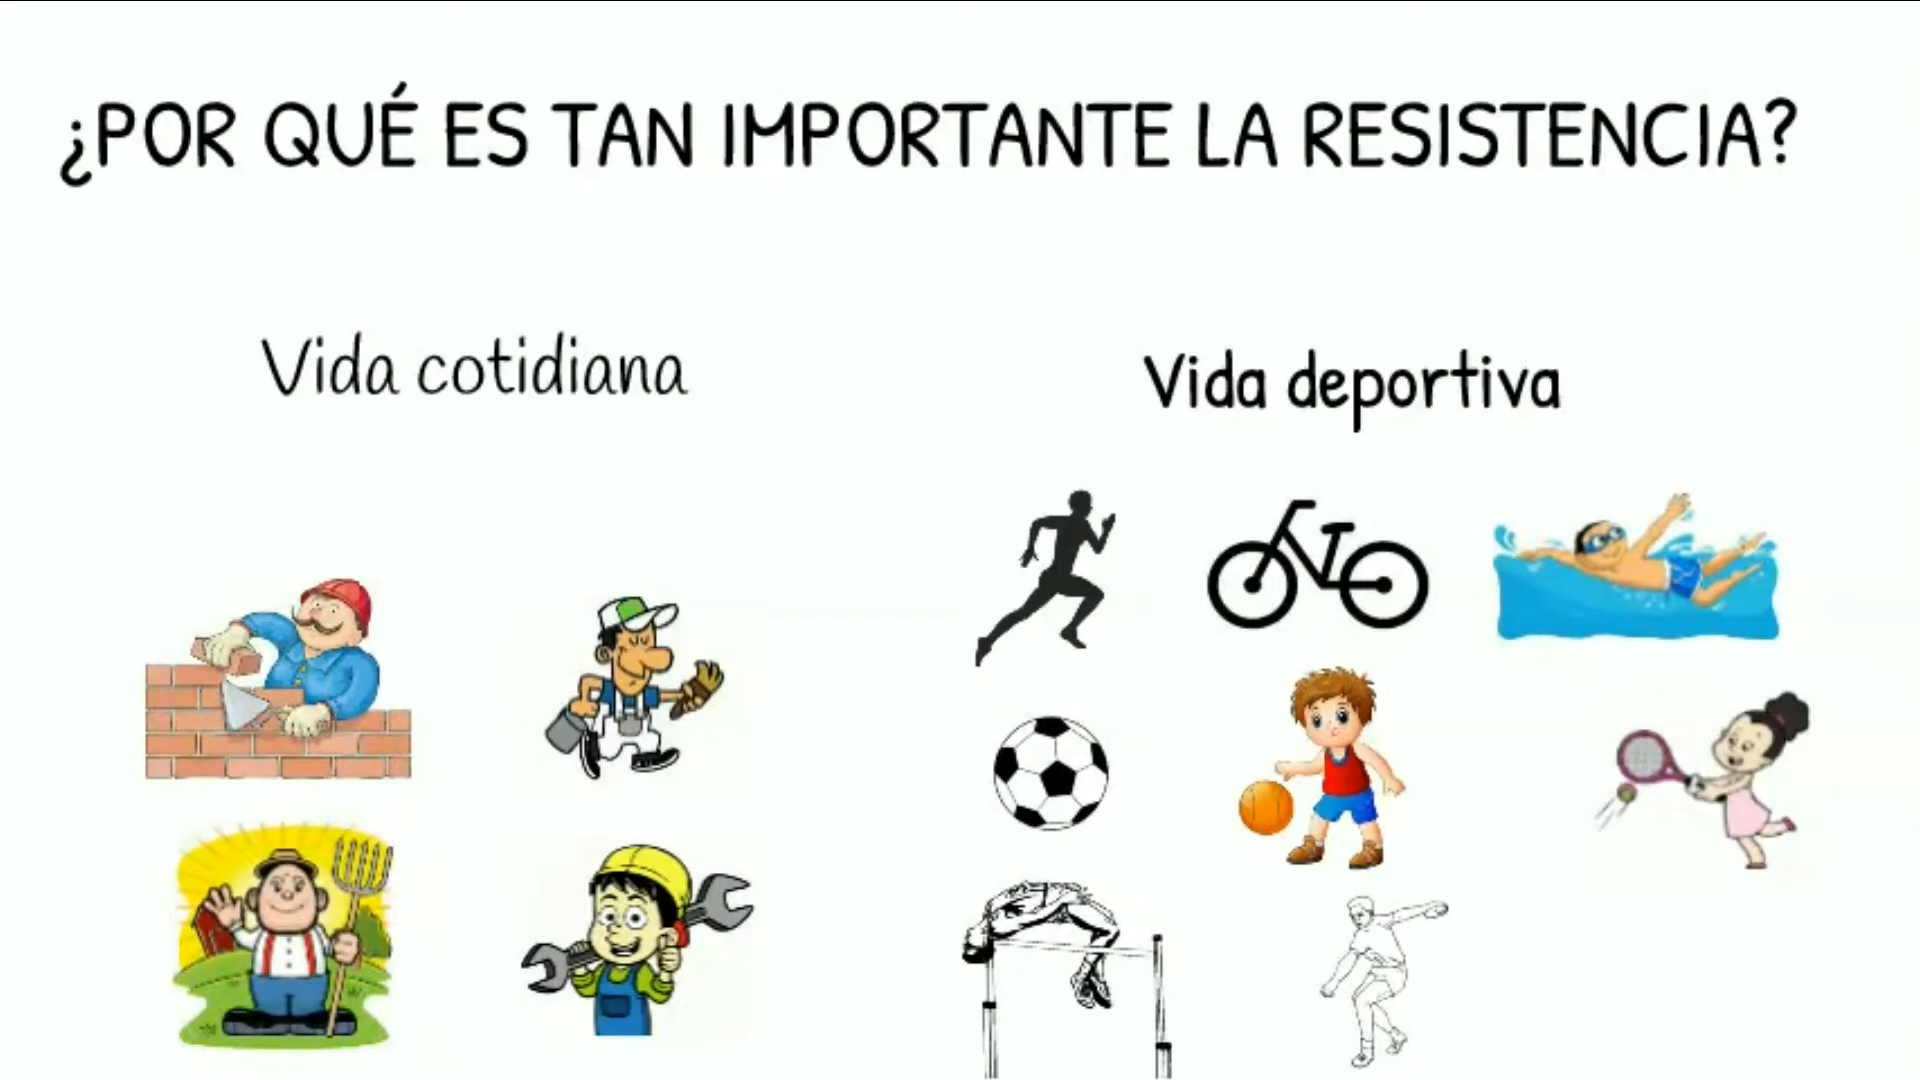 ¿POR QUÉ ES TAN IMPORTANTE LA RESISTENCIA?
Vida cotidiana
Vida deportiva